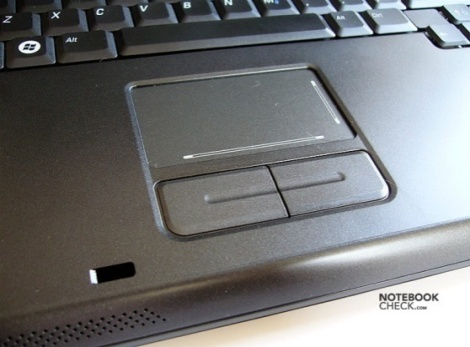 Z X C V B N M
Alt Alt
NOTEBOOK
CHECK.COM